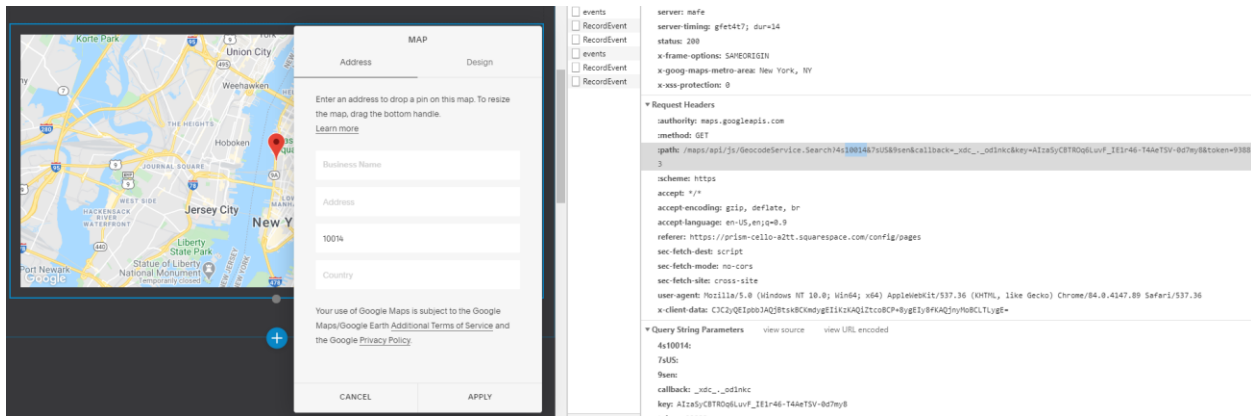 Korte Park
Union City
Weehawken
THE HEIGHTS
Hoboken
JOURNAL SQUARE
WEST SIDE
HACKENSACK
RIVER
WATERFRONT
Jersey City
New Y
Liberty
State Park
Statue of Liberty
National Monument
Temporarily closed
Port Newark
Google
NEW JERSEY
NEW YORK
MAP
Address
Design
Enter an address to drop a pin on this map. To resize
the map, drag the bottom handle.
Learn more
Business Name
Address
10014
Country
Your use of Google Maps is subject to the Google
Maps/Google Earth Additional Terms of Service and
the Google Privacy Policy.
CANCEL
APPLY
events
RecordEvent
RecordEvent
events
RecordEvent
RecordEvent
server: mafe
server-timing: gfet4t7; dur=14
status: 200
x-frame-options: SAMEORIGIN
x-goog-maps-metro-area: New York, NY
x-xss-protection: 0
Request Headers
:authority: maps.googleapis.com
:method: GET
:path: /maps/api/js/GeocodeService.Search?4s10014&7sUS&9sen&callback=_xdc_._od1nkc&key=AIzaSyCBTROq6LuvF_IE1r46-T4AeTSV-0d7my8&token=9388
3
:scheme: https
accept: */*
accept-encoding: gzip, deflate, br
accept-language: en-US,en;q=0.9
referer: https://prism-cello-a2tt.squarespace.com/config/pages
sec-fetch-dest: script
sec-fetch-mode: no-cors
sec-fetch-site: cross-site
user-agent: Mozilla/5.0 (Windows NT 10.0; Win64; x64) AppleWebKit/537.36 (KHTML, like Gecko) Chrome/84.0.4147.89 Safari/537.36
x-client-data:
Query String Parameters view source view URL encoded
4s10014:
7sUS:
9sen:
callback: _xdc_._od1nkc
key: AIzaSyCBTROq6LuvF_IE1r46-T4AeTSV-0d7my8